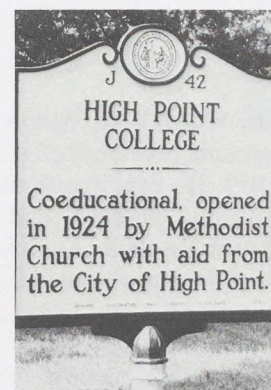 J 42
HIGH POINT
COLLEGE
Coeducational, opened
in 1924 by Methodist
Church with aid from
the City of High Point.